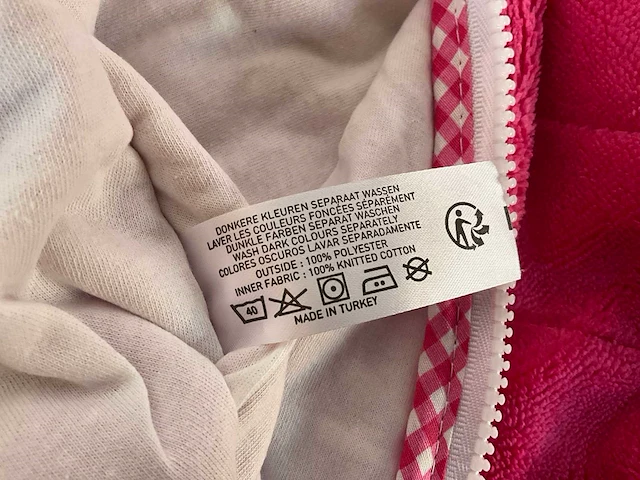 DONKERE KLEUREN SEPARAAT WASSEN
LAVER LES COULEURS FONCÉES SÉPARÉMENT
DUNKLE FARBEN SEPARAT WASCHEN
WASH DARK COLOURS SEPARATELY
COLORES OSCUROS LAVAR SEPARADAMENTE
OUTSIDE : 100% POLYESTER
INNER FABRIC : 100% KNITTED COTTON
40
MADE IN TURKEY